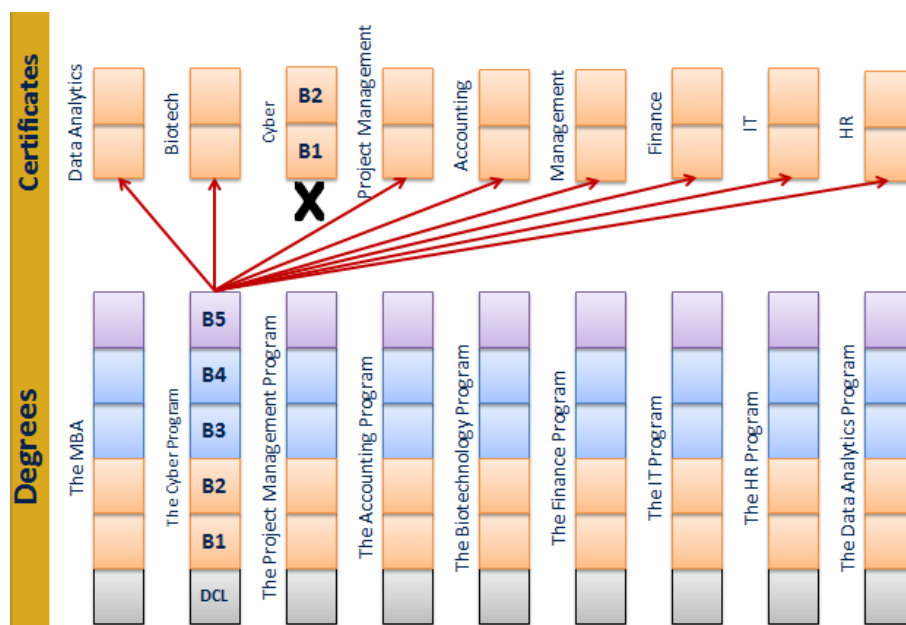 Certificates
Data Analytics
Biotech
Cyber
B2
B1
Project Management
Accounting
Management
Finance
IT
HR
X
Degrees
The MBA
The Cyber Program
B5
B4
B3
B2
B1
DCL
The Project Management Program
The Accounting Program
The Biotechnology Program
The Finance Program
The IT Program
The HR Program
The Data Analytics Program